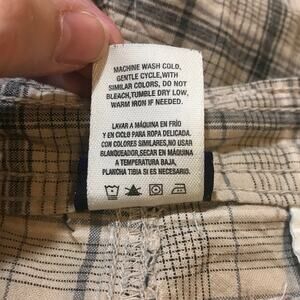 MACHINE WASH COLD,
GENTLE CYCLE,WITH
SIMILAR COLORS, DO NOT
BLEACH,TUMBLE DRY LOW,
WARM IRON IF NEEDED.
LAVAR A MÁQUINA EN FRÍO
Y EN CICLO PARA ROPA DELICADA,
CON COLORES SIMILARES,NO USAR
BLANQUEADOR,SECAR EN MÁQUINA
A TEMPERATURA BAJA,
PLANCHA TIBIA SI ES NECESARIO.